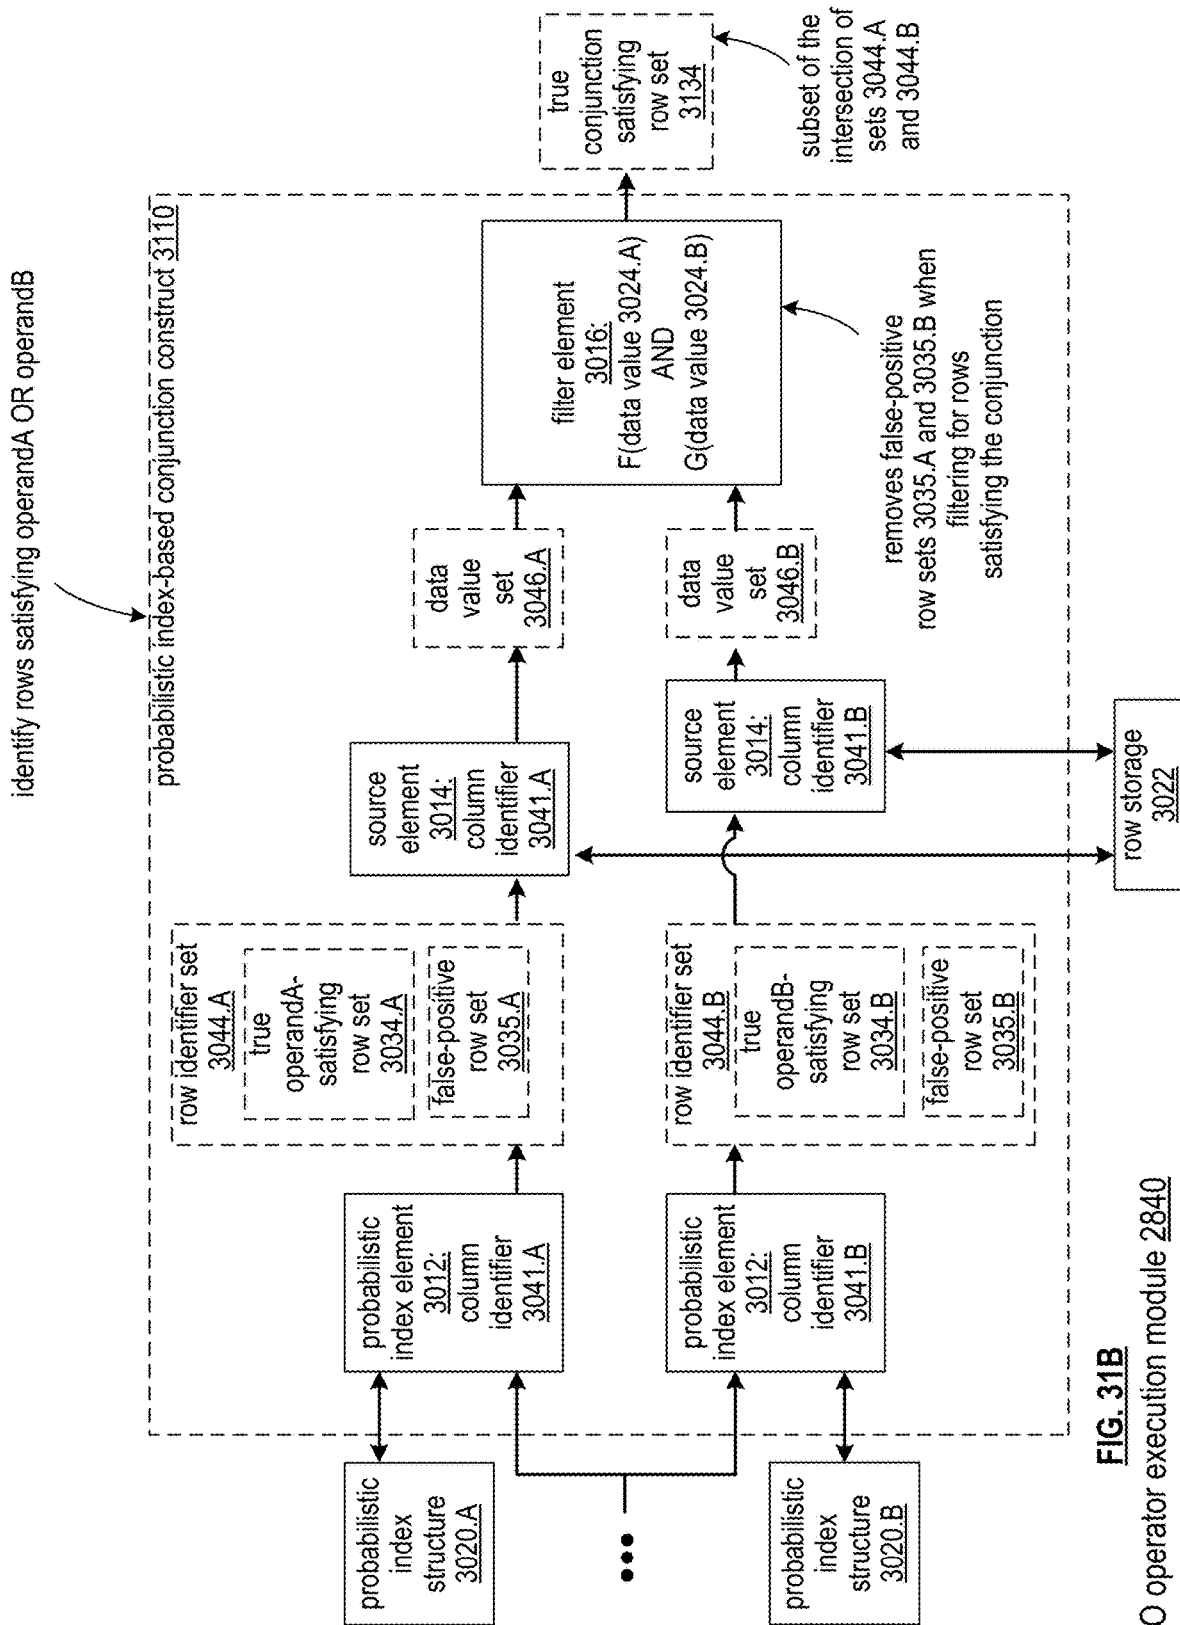 identify rows satisfying operandA OR operandB
probabilistic index-based conjunction construct 3110
probabilistic
index
structure
3020.A
probabilistic
index element
3012:
column
identifier
3041.A
row identifier set
3044.A
true
operandA-
satisfying
row set
3034.A
false-positive
row set
3035.A
source
element
3014:
column
identifier
3041.A
data
value
set
3046.A
filter element
3016:
F(data value 3024.A)
AND
G(data value 3024.B)
true
conjunction
satisfying
row set
3134
subset of the
intersection of
sets 3044.A
and 3044.B
probabilistic
index
structure
3020.B
probabilistic
index element
3012:
column
identifier
3041.B
row identifier set
3044.B
true
operandB-
satisfying
row set
3034.B
false-positive
row set
3035.B
source
element
3014:
column
identifier
3041.B
data
value
set
3046.B
removes false-positive
row sets 3035.A and 3035.B when
filtering for rows
satisfying the conjunction
row storage
3022
FIG. 31B
O operator execution module 2840